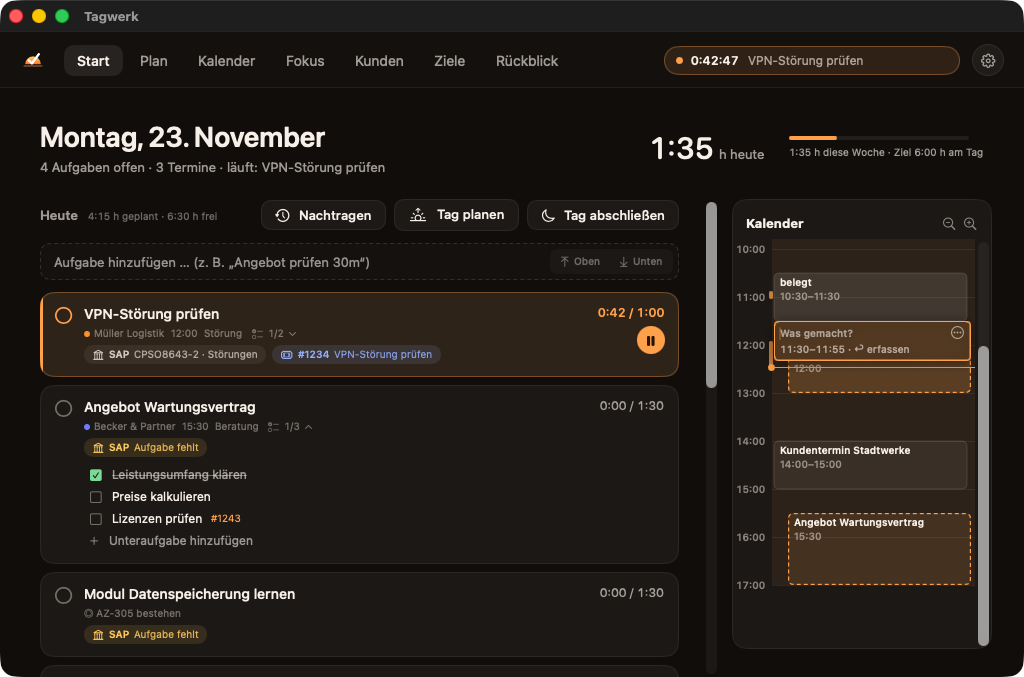 Tagwerk
Start Plan Kalender Fokus Kunden Ziele Rückblick 0:42:47 VPN-Störung prüfen
Montag, 23. November
4 Aufgaben offen · 3 Termine · läuft: VPN-Störung prüfen
1:35 h heute
1:35 h diese Woche · Ziel 6:00 h am Tag
Heute 4:15 h geplant · 6:30 h frei Nachtragen Tag planen Tag abschließen
Aufgabe hinzufügen … (z. B. „Angebot prüfen 30m“) Oben Unten
VPN-Störung prüfen 0:42 / 1:00
Müller Logistik 12:00 Störung 1/2
SAP CPSO8643-2 · Störungen #1234 VPN-Störung prüfen
Angebot Wartungsvertrag 0:00 / 1:30
Becker & Partner 15:30 Beratung 1/3
SAP Aufgabe fehlt
Leistungsumfang klären
Preise kalkulieren
Lizenzen prüfen #1243
+ Unteraufgabe hinzufügen
Modul Datenspeicherung lernen 0:00 / 1:30
AZ-305 bestehen
SAP Aufgabe fehlt
Kalender
10:00
belegt
10:30–11:30
11:00
Was gemacht?
11:30–11:55 · erfassen
12:00
12:00
13:00
14:00
Kundentermin Stadtwerke
14:00–15:00
15:00
Angebot Wartungsvertrag
15:30
16:00
17:00